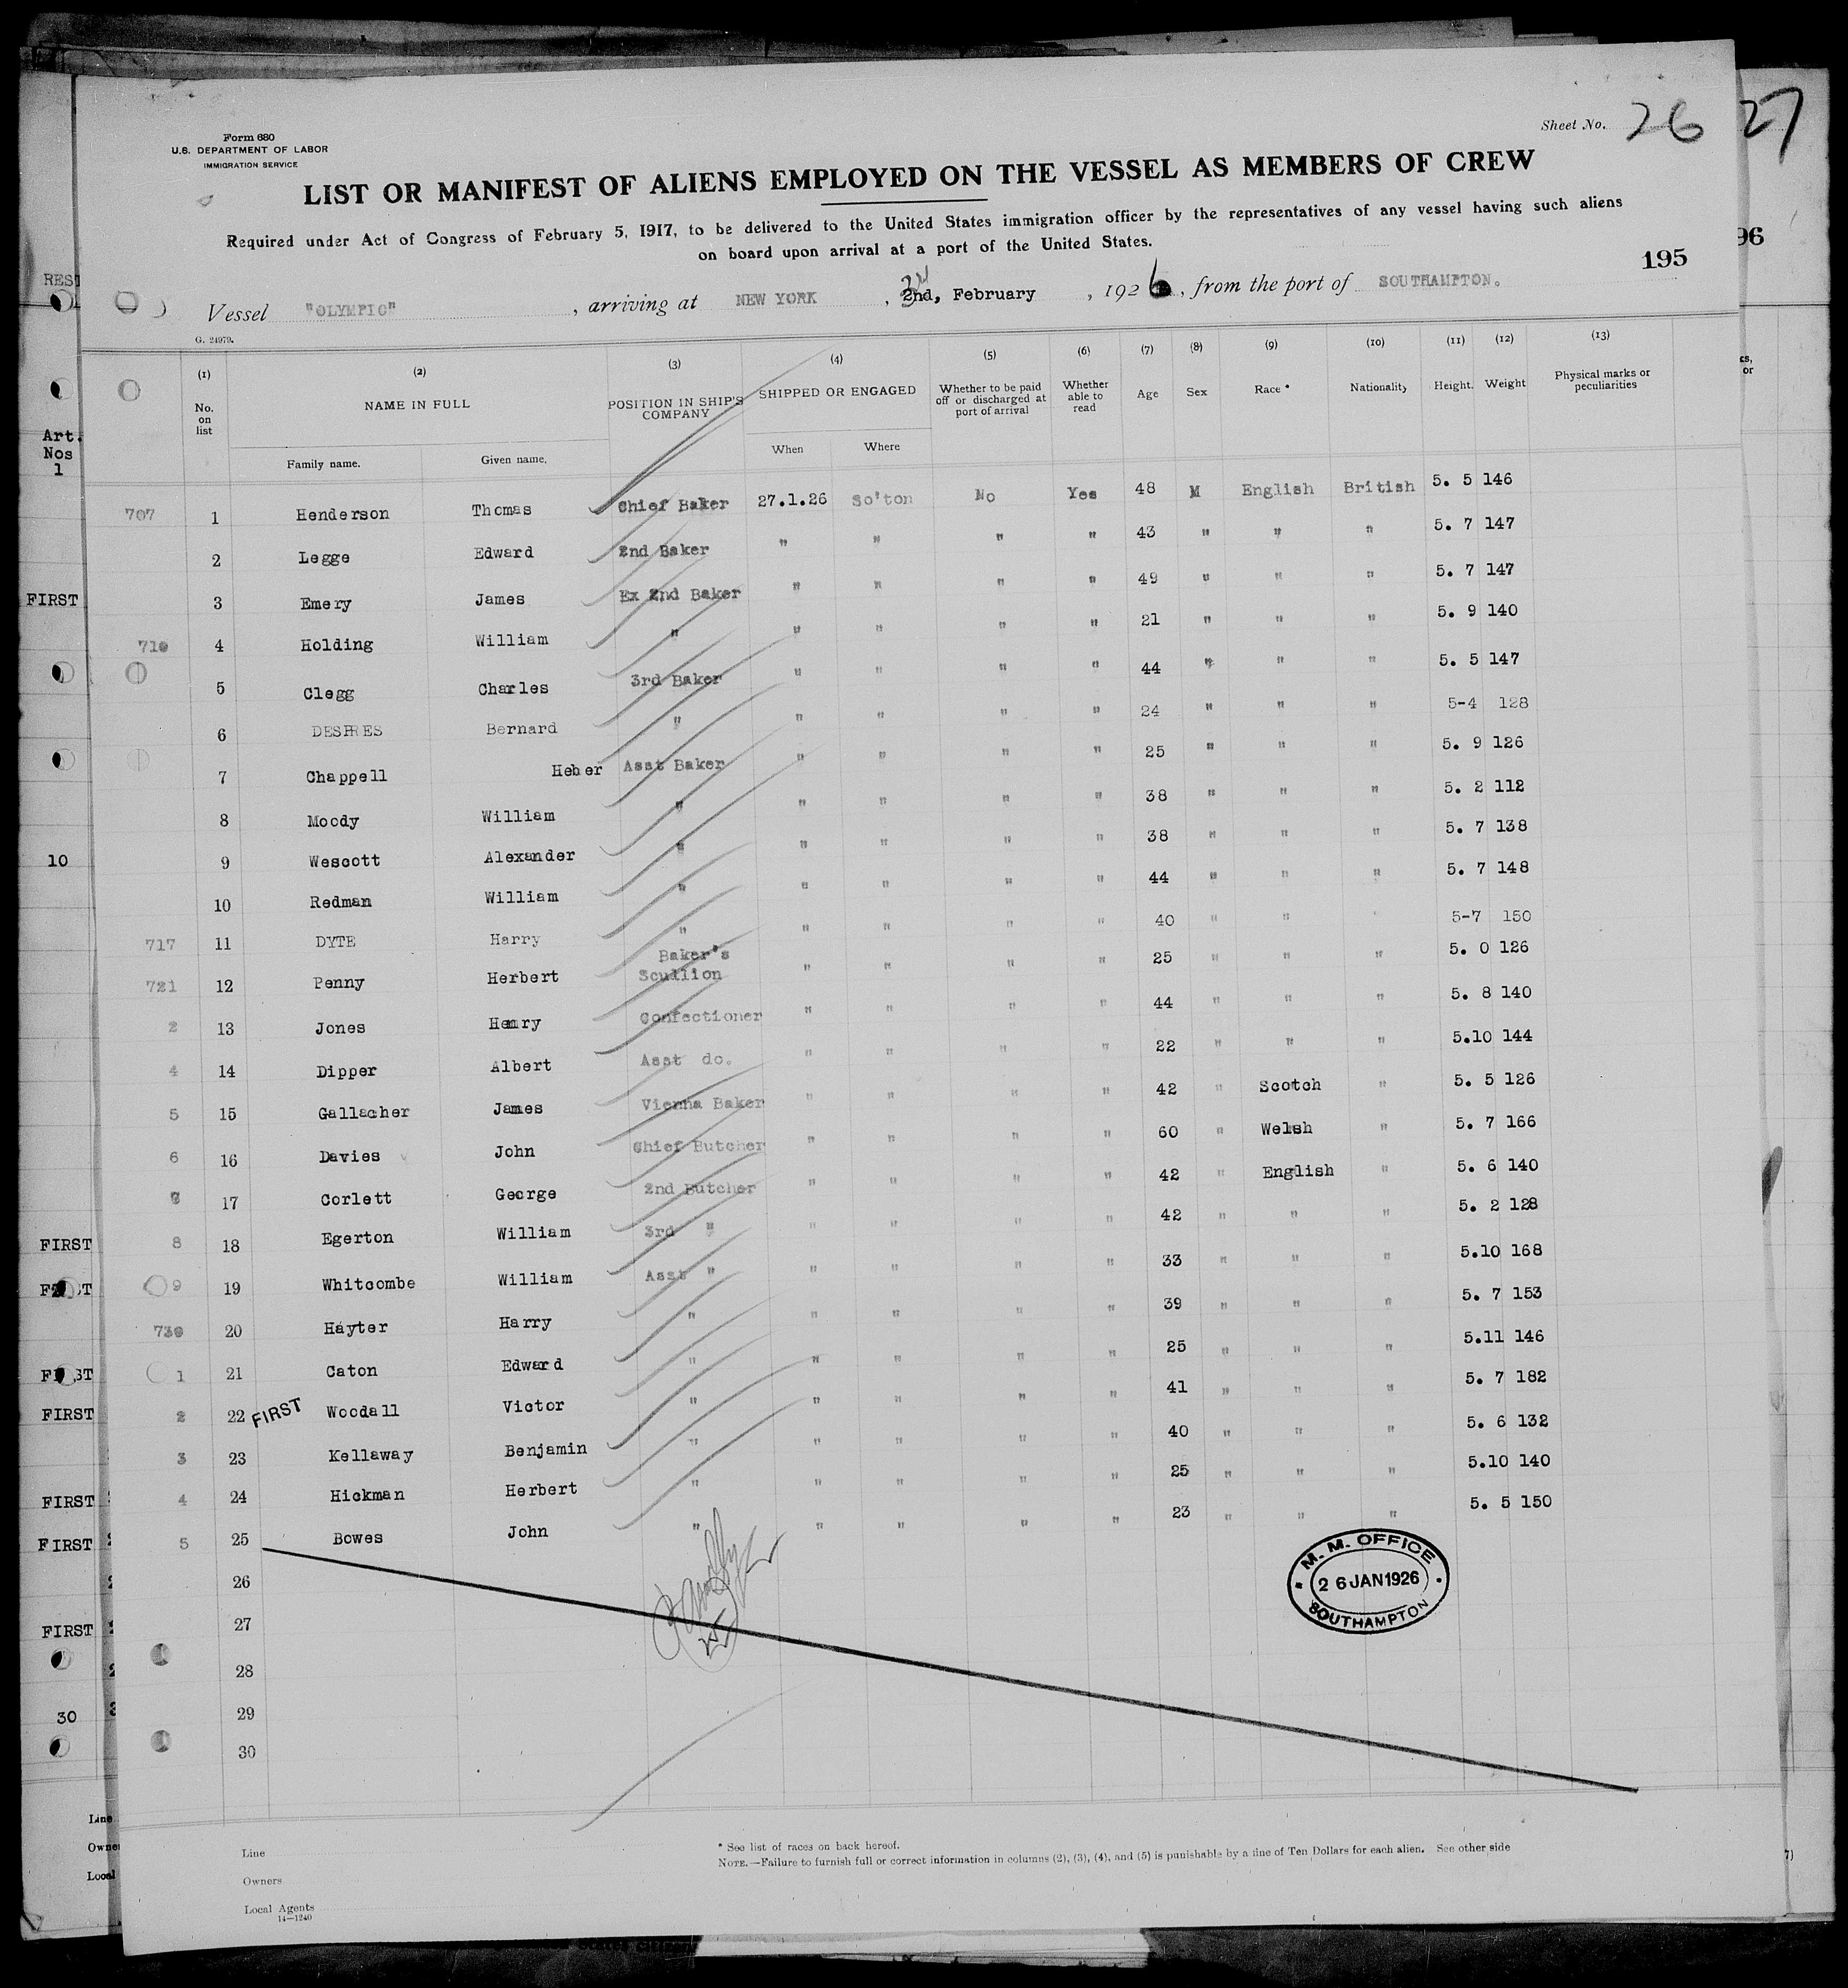 Form 680
U.S. DEPARTMENT OF LABOR
IMMIGRATION SERVICE
Sheet No. 26
27
LIST OR MANIFEST OF ALIENS EMPLOYED ON THE VESSEL AS MEMBERS OF CREW
Required under Act of Congress of February 5, 1917, to be delivered to the United States immigration officer by the representatives of any vessel having such aliens
on board upon arrival at a port of the United States.
195
96
Vessel "OLYMPIC", arriving at NEW YORK, 2nd, February, 1926, from the port of SOUTHAMPTON.
G. 24979.
(1) (2) (3) (4) (5) (6) (7) (8) (9) (10) (11) (12) (13)
No. on list NAME IN FULL POSITION IN SHIP'S COMPANY SHIPPED OR ENGAGED Whether to be paid off or discharged at port of arrival Whether able to read Age Sex Race * Nationality Height. Weight Physical marks or peculiarities
Family name. Given name. When Where
707 1 Henderson Thomas Chief Baker 27.1.26 So'ton No Yes 48 M English British 5. 5 146
2 Legge Edward 2nd Baker " " " " 43 " " " 5. 7 147
3 Emery James Ex 2nd Baker " " " " 49 " " " 5. 7 147
710 4 Holding William " " " " " 21 " " " 5. 9 140
5 Clegg Charles 3rd Baker " " " " 44 " " " 5. 5 147
6 DESPRES Bernard " " " " " 24 " " " 5-4 128
7 Chappell Heber Asst Baker " " " " 25 " " " 5. 9 126
8 Moody William " " " " " 38 " " " 5. 2 112
9 Wescott Alexander " " " " " 38 " " " 5. 7 138
10 Redman William " " " " " 44 " " " 5. 7 148
717 11 DYTE Harry " " " " " 40 " " 5-7 150
721 12 Penny Herbert Baker's Scullion " " " " 25 " " " 5. 0 126
2 13 Jones Henry Confectioner " " " " 44 " " " 5. 8 140
4 14 Dipper Albert Asst do. " " " " 22 " " " 5.10 144
5 15 Gallacher James Vienna Baker " " " " 42 " Scotch " 5. 5 126
6 16 Davies John Chief Butcher " " " " 60 " Welsh " 5. 7 166
17 Corlett George 2nd Butcher " " " " 42 " English " 5. 6 140
8 18 Egerton William 3rd " " " " " 42 " " " 5. 2 128
9 19 Whitcombe William Asst " " " " " 33 " " " 5.10 168
730 20 Hayter Harry " " " " " 39 " " " 5. 7 153
1 21 Caton Edward " " " " " 25 " " " 5.11 146
2 22 FIRST Woodall Victor " " " " " 41 " " " 5. 7 182
3 23 Kellaway Benjamin " " " " " 40 " " " 5. 6 132
4 24 Hickman Herbert " " " " " 25 " " " 5.10 140
5 25 Bowes John " " " " " 23 " " " 5. 5 150
26
27
28
29
30
M. M. OFFICE
26 JAN 1926
SOUTHAMPTON
Line
Owners
Local Agents
14—1240
* See list of races on back hereof.
NOTE.—Failure to furnish full or correct information in columns (2), (3), (4), and (5) is punishable by a fine of Ten Dollars for each alien. See other side
Art.
Nos
1
FIRST
10
FIRST
FIRST
FIRST
FIRST
FIRST
30
Line
Local